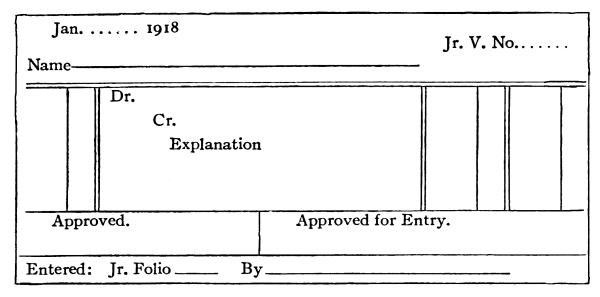 Jan. ...... 1918
Jr. V. No.......
Name
Dr.
Cr.
Explanation
Approved. Approved for Entry.
Entered: Jr. Folio By